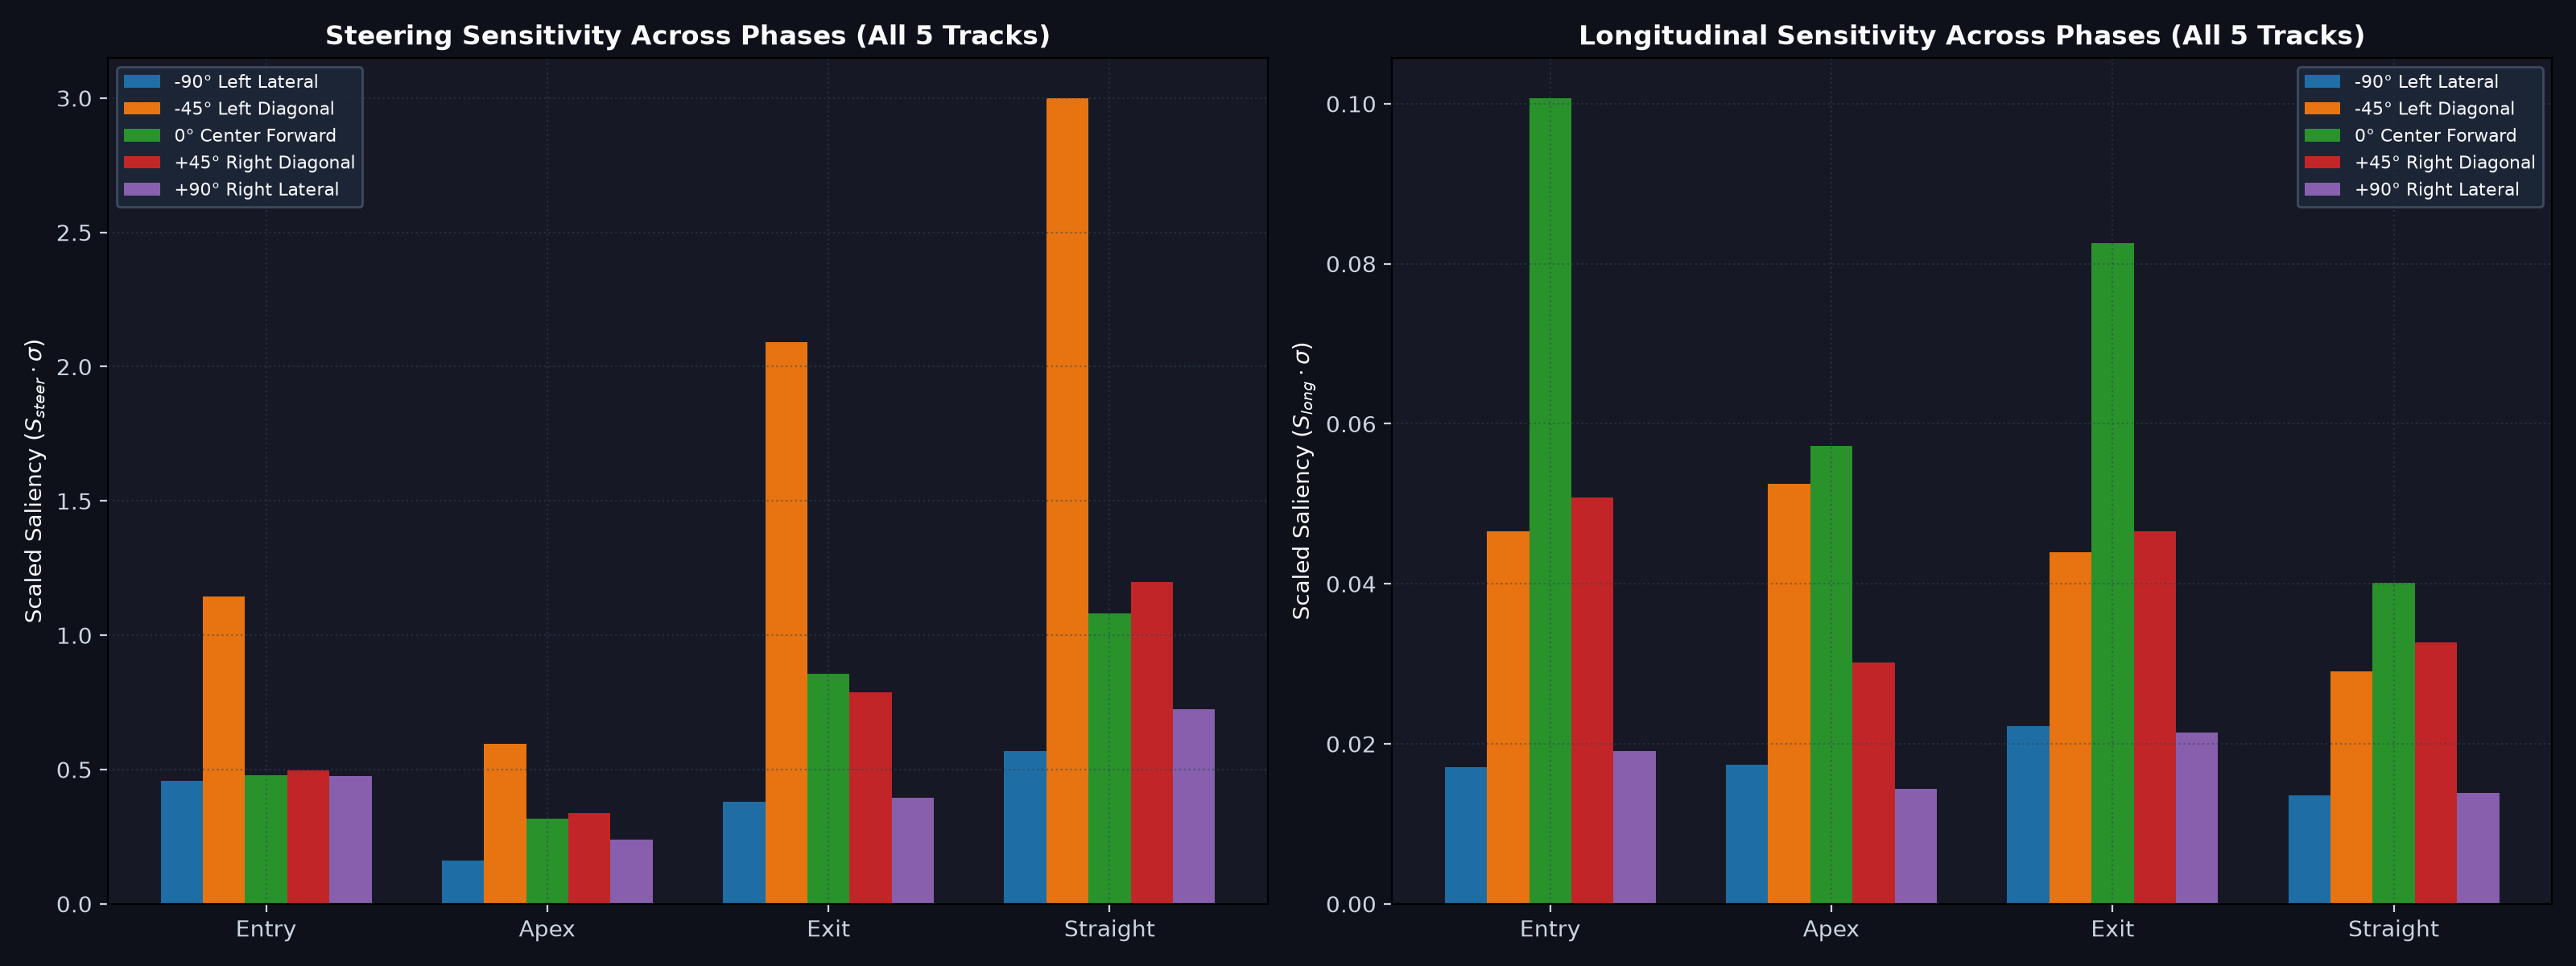 Steering Sensitivity Across Phases (All 5 Tracks)
-90° Left Lateral
-45° Left Diagonal
0° Center Forward
+45° Right Diagonal
+90° Right Lateral
Scaled Saliency (S_steer · σ)
3.0
2.5
2.0
1.5
1.0
0.5
0.0
Entry
Apex
Exit
Straight
Longitudinal Sensitivity Across Phases (All 5 Tracks)
-90° Left Lateral
-45° Left Diagonal
0° Center Forward
+45° Right Diagonal
+90° Right Lateral
Scaled Saliency (S_long · σ)
0.10
0.08
0.06
0.04
0.02
0.00
Entry
Apex
Exit
Straight